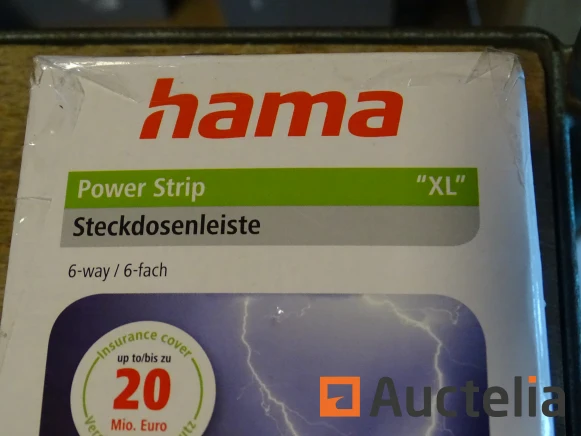 hama
Power Strip "XL"
Steckdosenleiste
6-way / 6-fach
Insurance cover
up to/bis zu
20
Mio. Euro
Auctelia